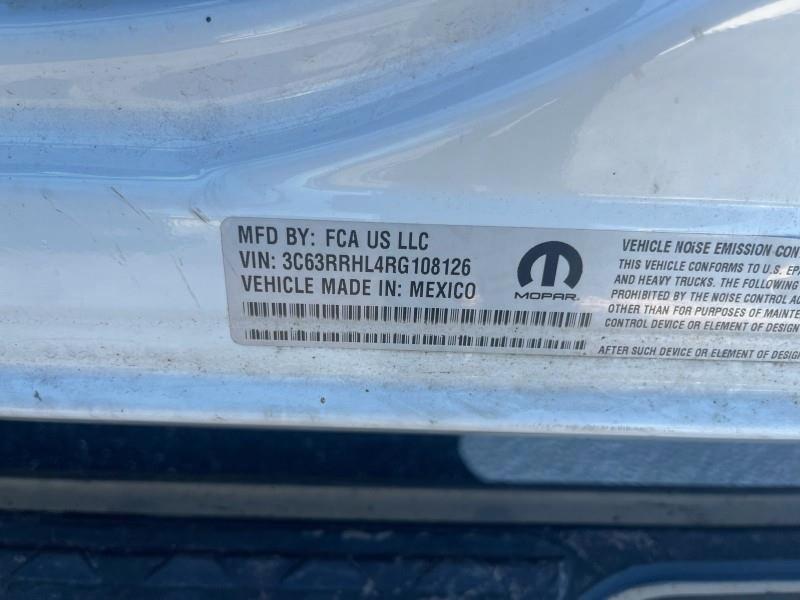 MFD BY: FCA US LLC
VIN: 3C63RRHL4RG108126
VEHICLE MADE IN: MEXICO
MOPAR
VEHICLE NOISE EMISSION CON
THIS VEHICLE CONFORMS TO U.S. EP
AND HEAVY TRUCKS. THE FOLLOWING
PROHIBITED BY THE NOISE CONTROL A
OTHER THAN FOR PURPOSES OF MAINTE
CONTROL DEVICE OR ELEMENT OF DESIGN
AFTER SUCH DEVICE OR ELEMENT OF DESIG